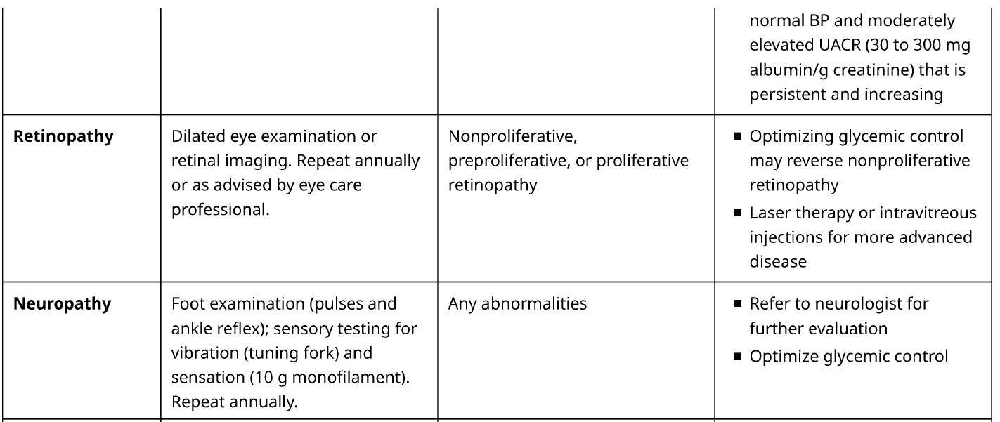 normal BP and moderately
elevated UACR (30 to 300 mg
albumin/g creatinine) that is
persistent and increasing
Retinopathy
Dilated eye examination or
retinal imaging. Repeat annually
or as advised by eye care
professional.
Nonproliferative,
preproliferative, or proliferative
retinopathy
■ Optimizing glycemic control
may reverse nonproliferative
retinopathy
■ Laser therapy or intravitreous
injections for more advanced
disease
Neuropathy
Foot examination (pulses and
ankle reflex); sensory testing for
vibration (tuning fork) and
sensation (10 g monofilament).
Repeat annually.
Any abnormalities
■ Refer to neurologist for
further evaluation
■ Optimize glycemic control